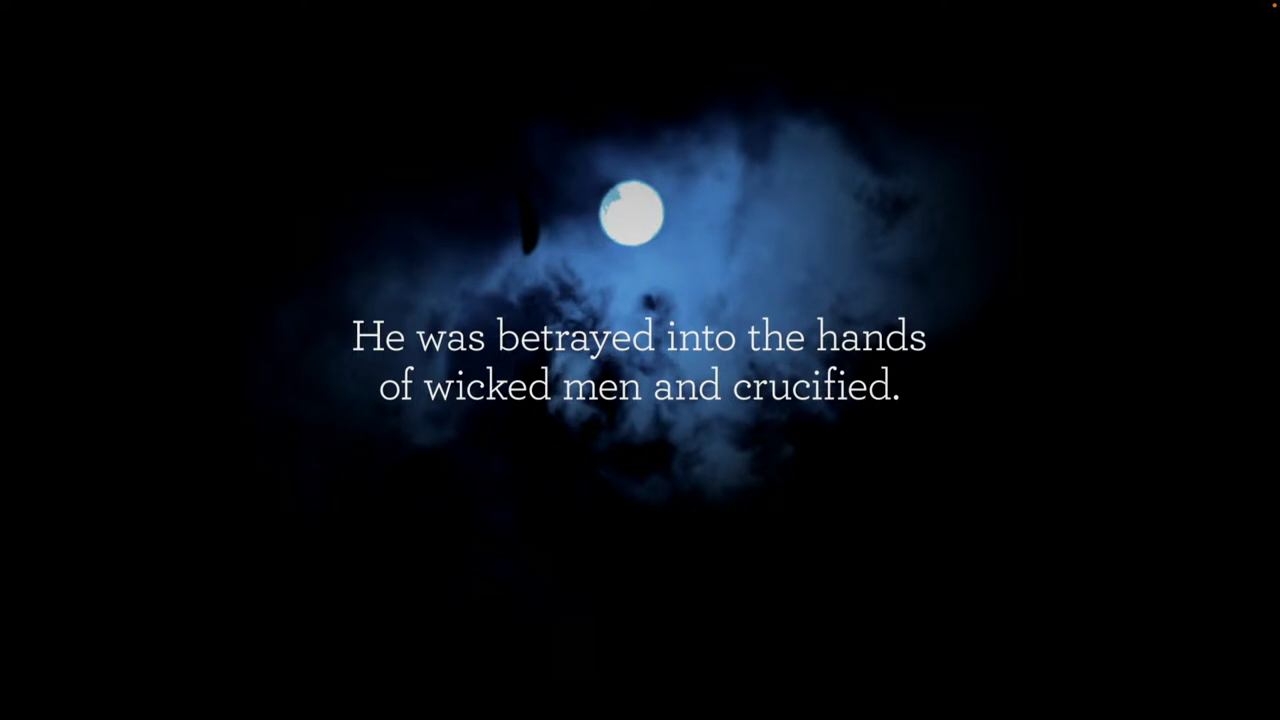 He was betrayed into the hands
of wicked men and crucified.